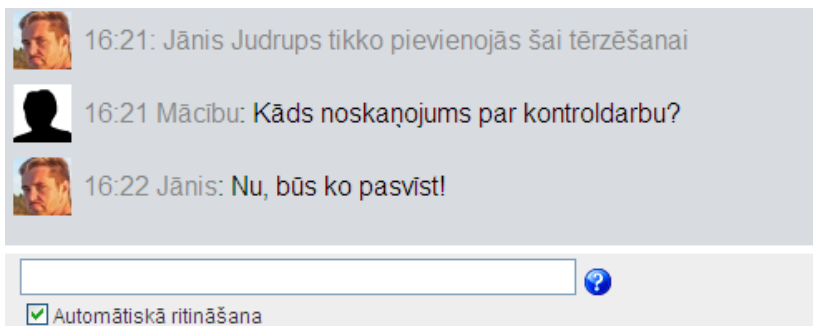 16:21: Jānis Judrups tikko pievienojās šai tērzēšanai
16:21 Mācību: Kāds noskaņojums par kontroldarbu?
16:22 Jānis: Nu, būs ko pasvīst!
?
Automātiskā ritināšana